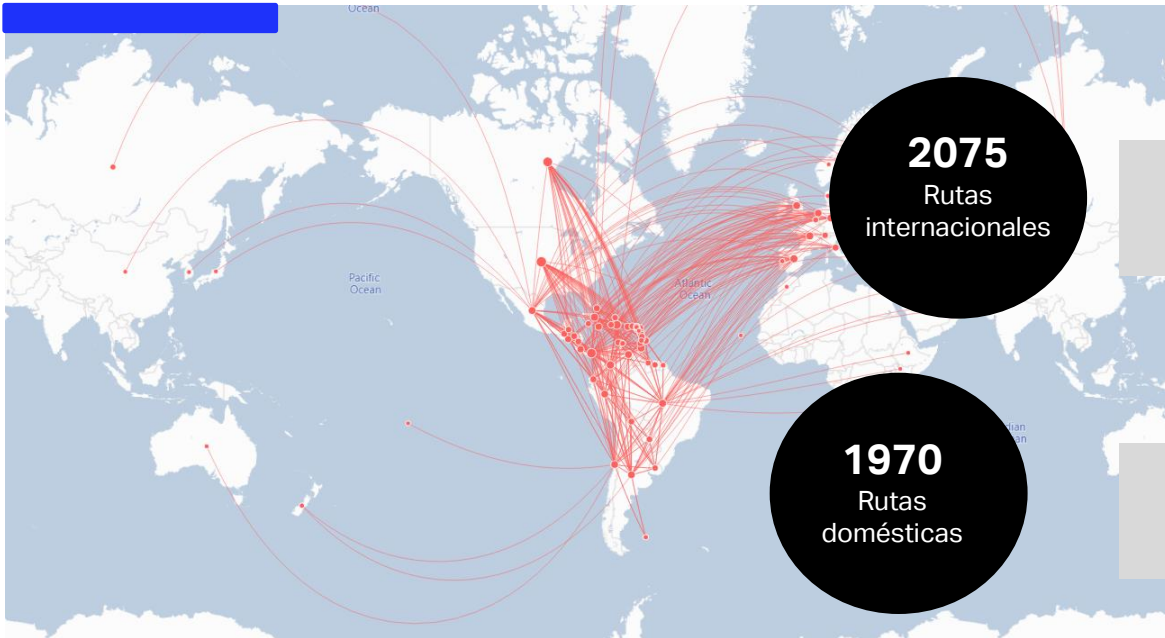 Ocean
2075
Rutas
internacionales
Pacific
Ocean
Atlantic
Ocean
1970
Rutas
domésticas